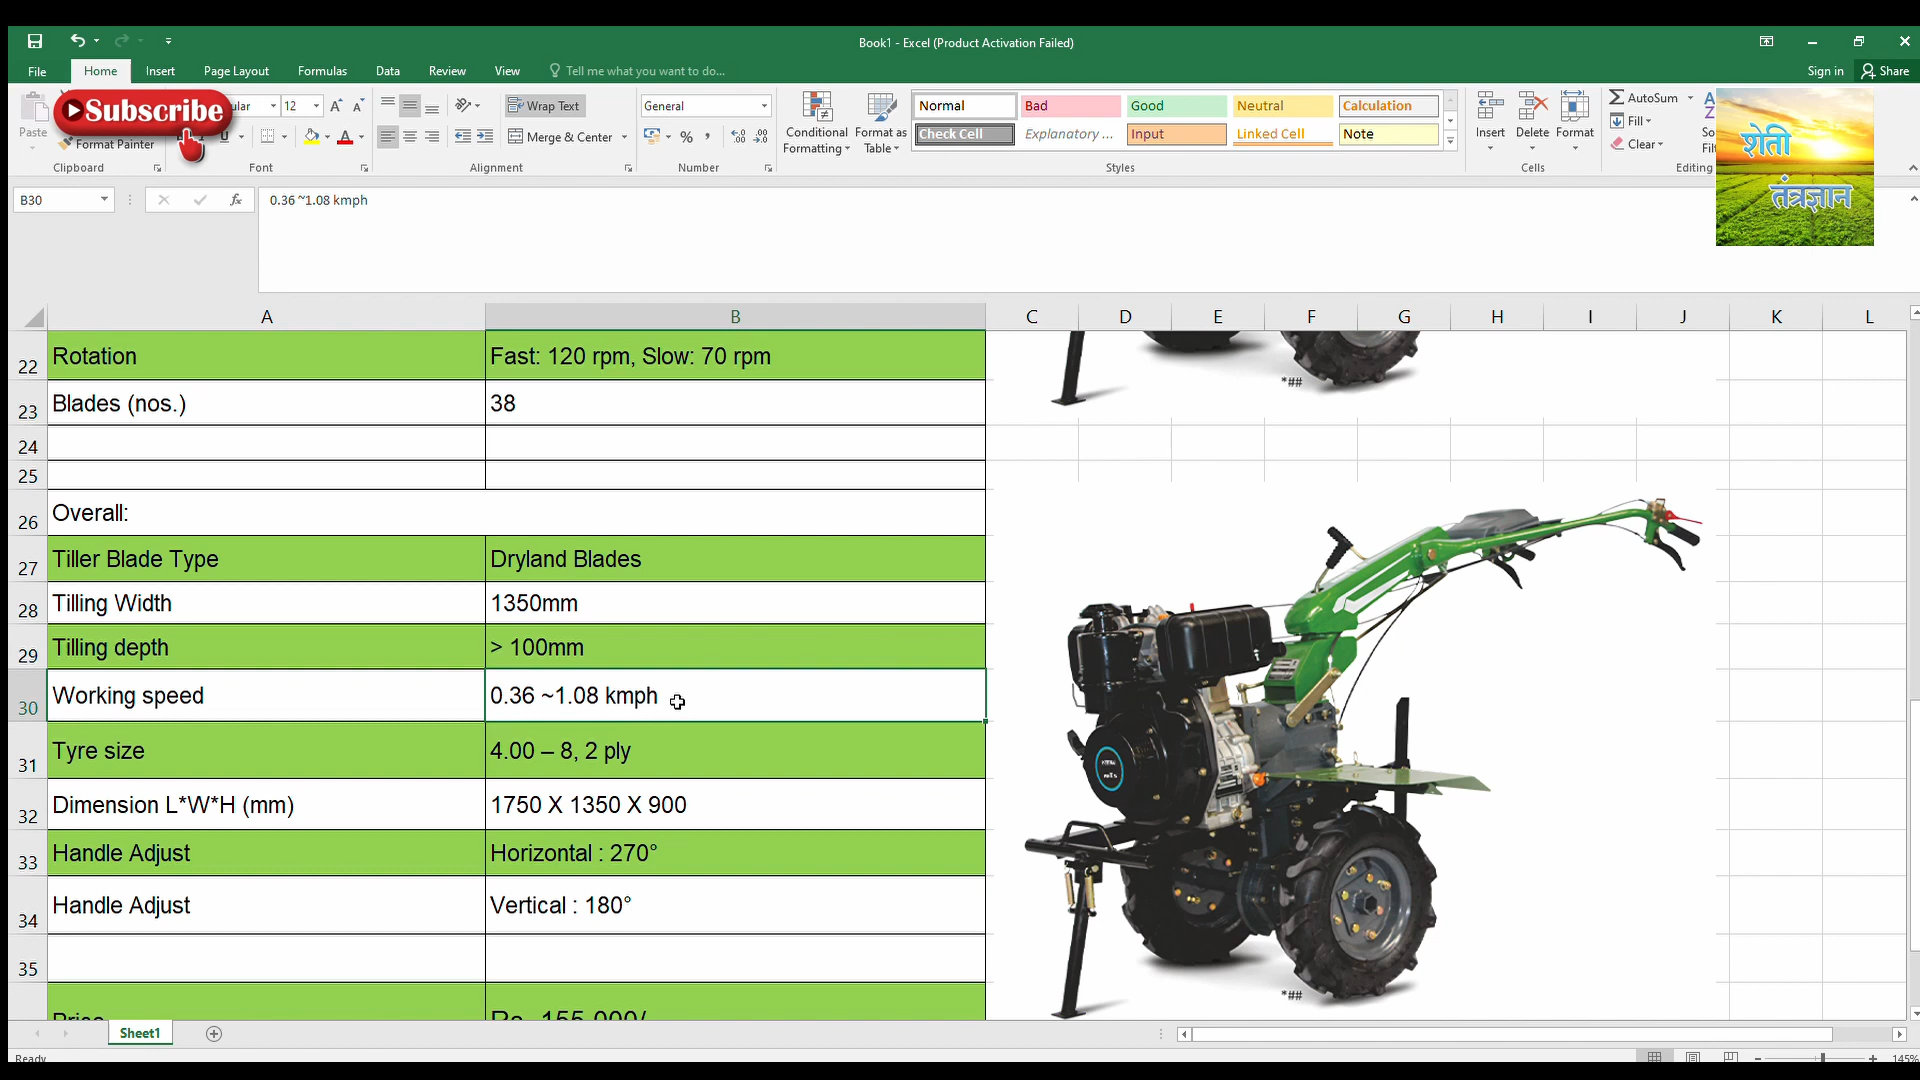 Book1 - Excel (Product Activation Failed)
File Home Insert Page Layout Formulas Data Review View Tell me what you want to do... Sign in Share
Subscribe
Paste
Format Painter
12
Wrap Text
Merge & Center
General
Conditional Formatting
Format as Table
Normal Bad Good Neutral Calculation
Check Cell Explanatory ... Input Linked Cell Note
Insert Delete Format
AutoSum
Fill
Clear
Clipboard Font Alignment Number Styles Cells Editing
शेती
तंत्रज्ञान
B30 fx 0.36 ~1.08 kmph
A B C D E F G H I J K L
22 Rotation Fast: 120 rpm, Slow: 70 rpm
*##
23 Blades (nos.) 38
24
25
26 Overall:
27 Tiller Blade Type Dryland Blades
28 Tilling Width 1350mm
29 Tilling depth > 100mm
30 Working speed 0.36 ~1.08 kmph
31 Tyre size 4.00 – 8, 2 ply
32 Dimension L*W*H (mm) 1750 X 1350 X 900
33 Handle Adjust Horizontal : 270°
34 Handle Adjust Vertical : 180°
35
*##
Price Rs. 155,000/
Sheet1
Ready
145%